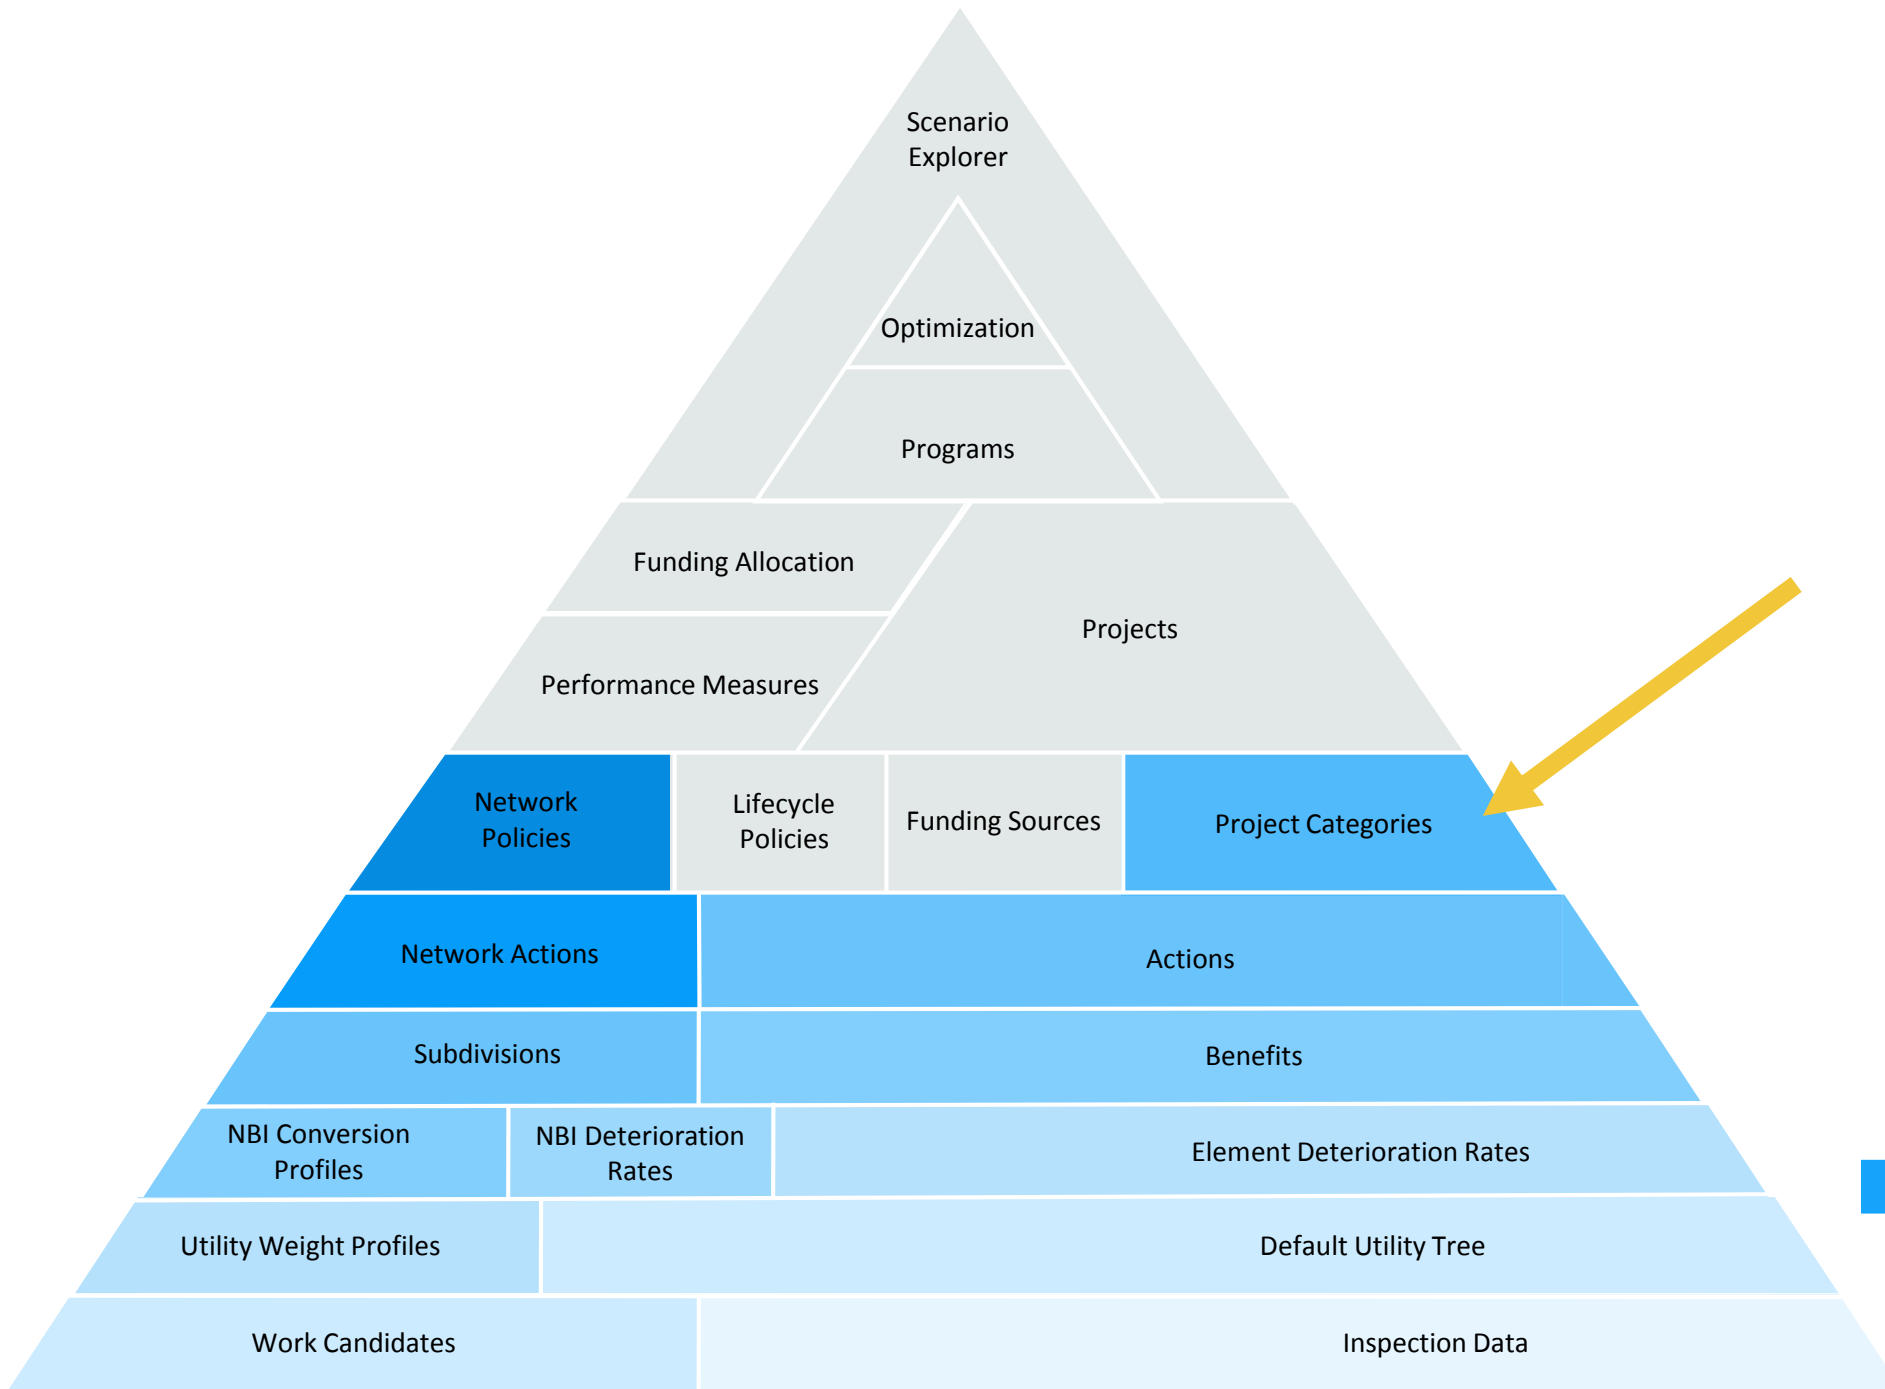 Scenario
Explorer
Optimization
Programs
Funding Allocation
Projects
Performance Measures
Network
Policies
Lifecycle
Policies
Funding Sources
Project Categories
Network Actions
Actions
Subdivisions
Benefits
NBI Conversion
Profiles
NBI Deterioration
Rates
Element Deterioration Rates
Utility Weight Profiles
Default Utility Tree
Work Candidates
Inspection Data